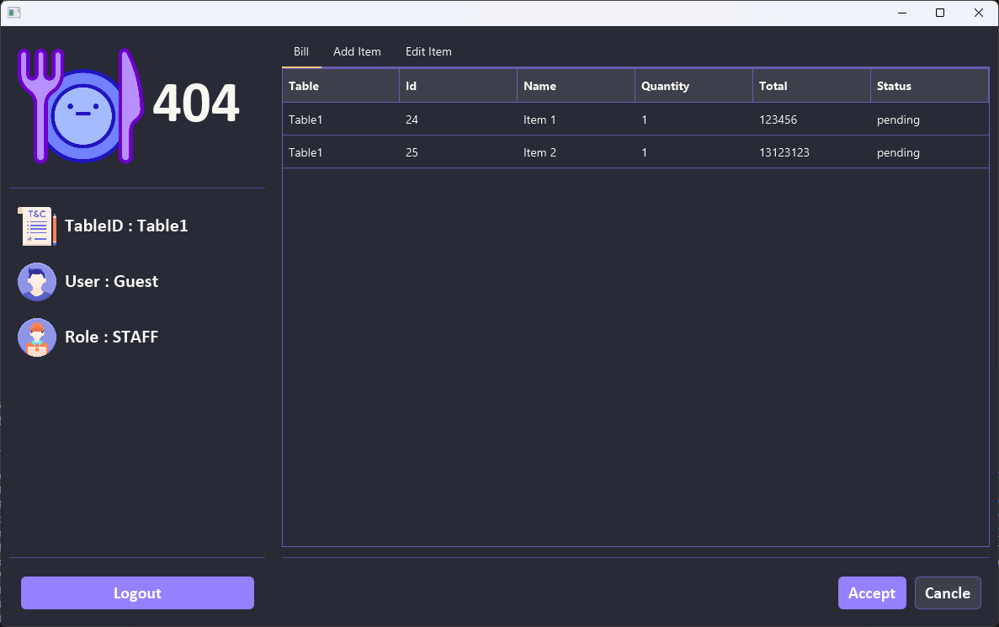 404
T&C
TableID : Table1
User : Guest
Role : STAFF
Logout
Bill Add Item Edit Item
Table Id Name Quantity Total Status
Table1 24 Item 1 1 123456 pending
Table1 25 Item 2 1 13123123 pending
Accept Cancle